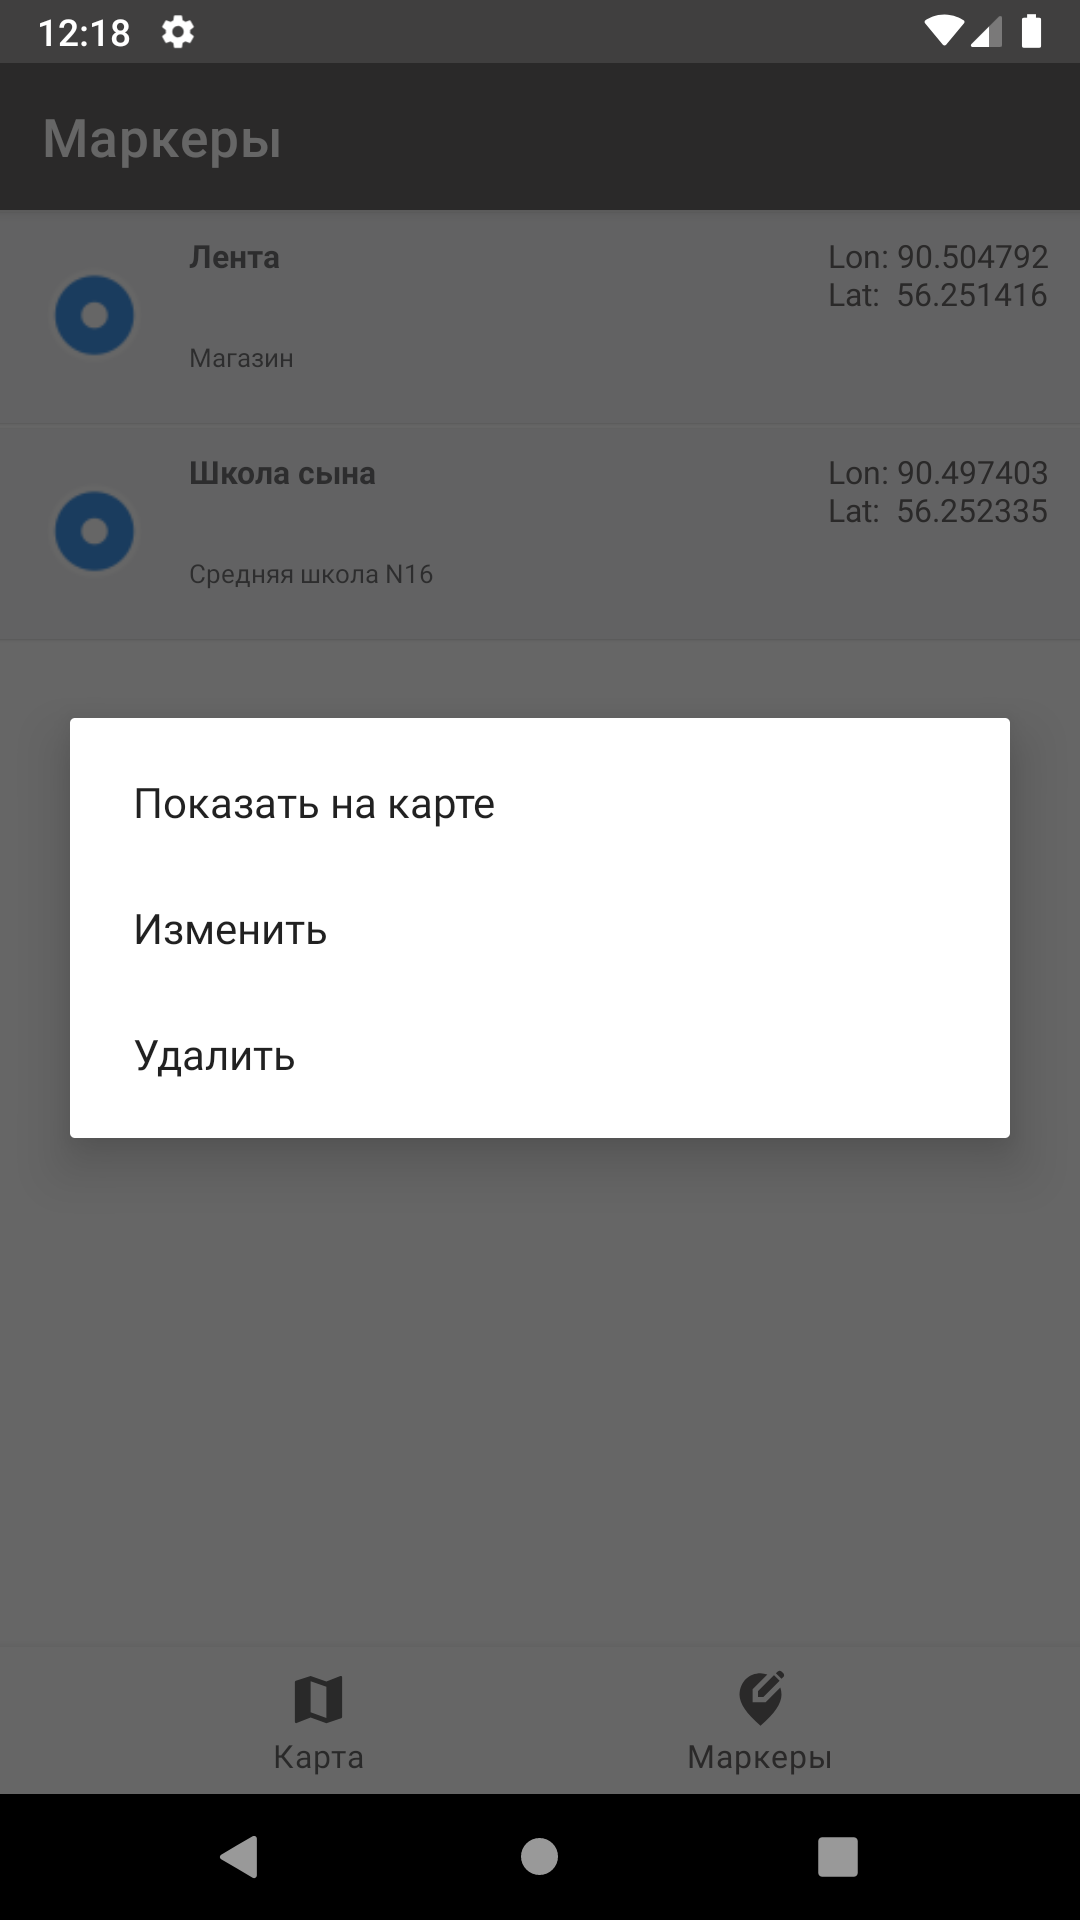 12:18
Маркеры
Лента
Lon: 90.504792
Lat: 56.251416
Магазин
Школа сына
Lon: 90.497403
Lat: 56.252335
Средняя школа N16
Показать на карте
Изменить
Удалить
Карта
Маркеры